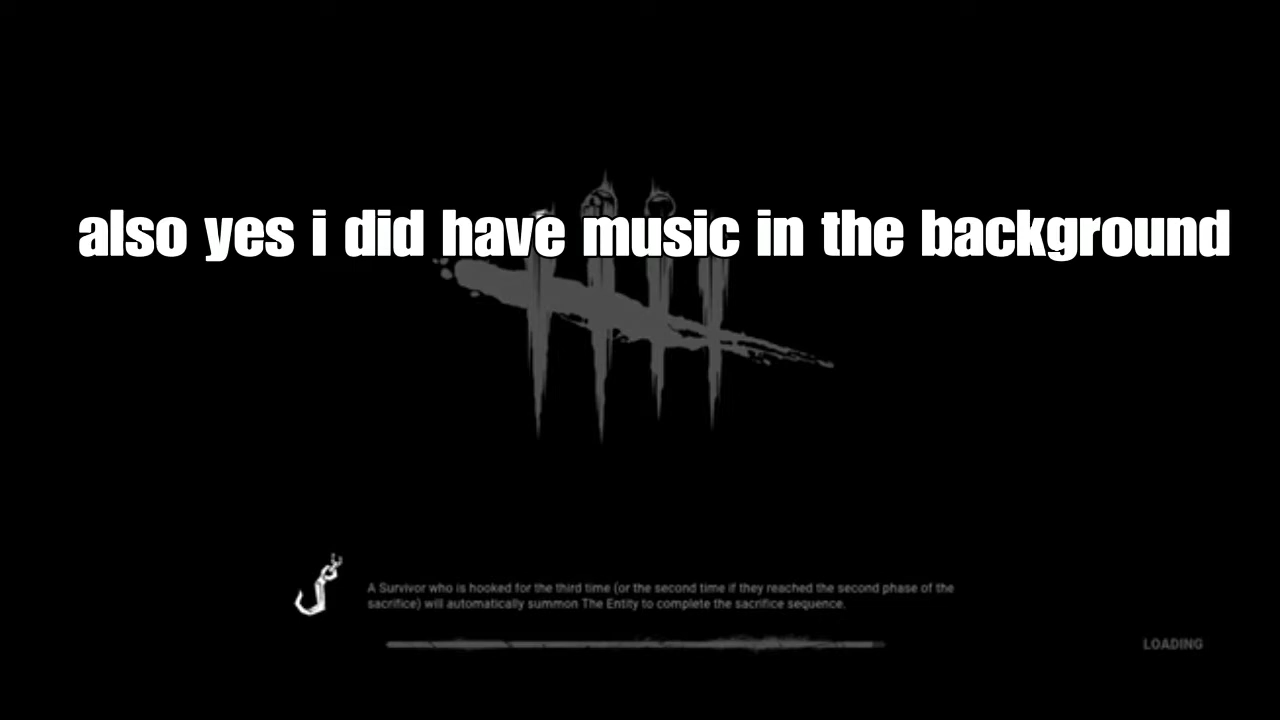 also yes i did have music in the background
A Survivor who is hooked for the third time (or the second time if they reached the second phase of the
sacrifice) will automatically summon The Entity to complete the sacrifice sequence.
LOADING